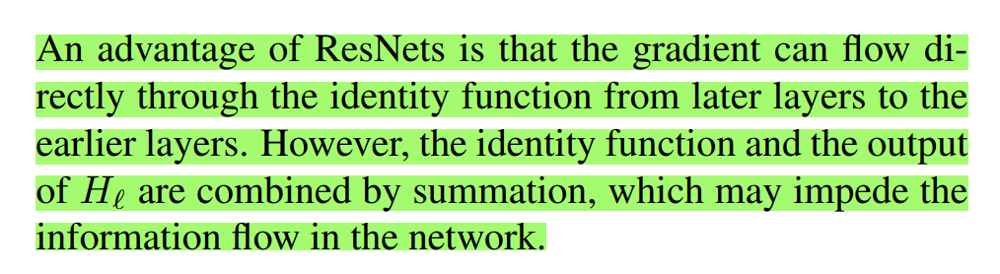 An advantage of ResNets is that the gradient can flow di-
rectly through the identity function from later layers to the
earlier layers. However, the identity function and the output
of Hℓ are combined by summation, which may impede the
information flow in the network.